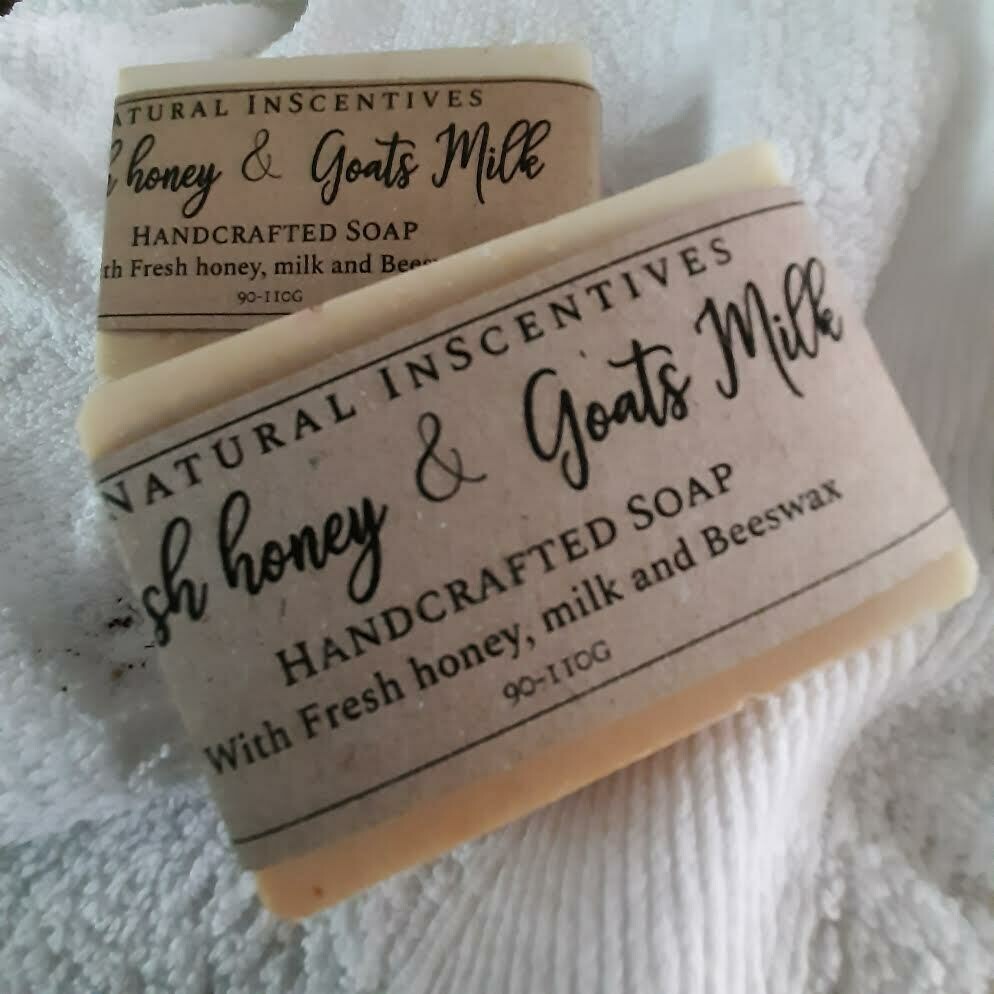 ATURAL INSCENTIVES
honey & Goats Milk
HANDCRAFTED SOAP
th Fresh honey, milk and Bees
90-110G
NATURAL INSCENTIVES
sh honey & Goats Milk
HANDCRAFTED SOAP
With Fresh honey, milk and Beeswax
90-110G